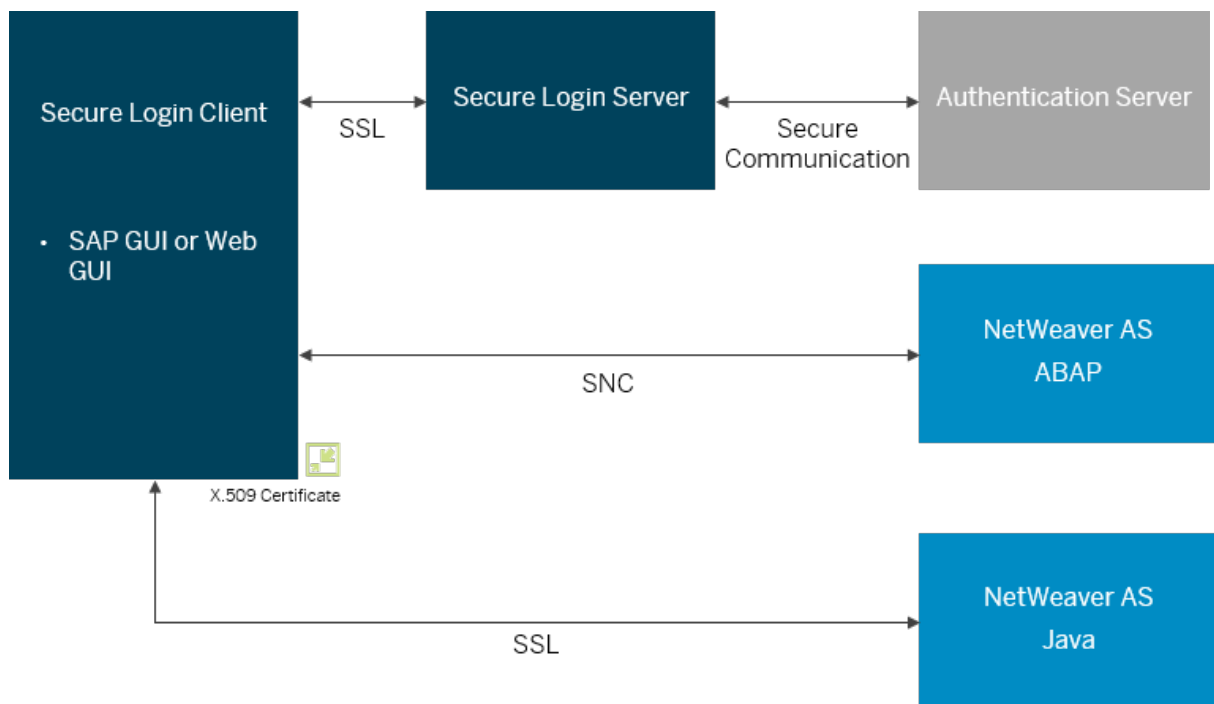 Secure Login Client
• SAP GUI or Web
GUI
SSL
Secure Login Server
Secure
Communication
Authentication Server
SNC
NetWeaver AS
ABAP
X.509 Certificate
SSL
NetWeaver AS
Java